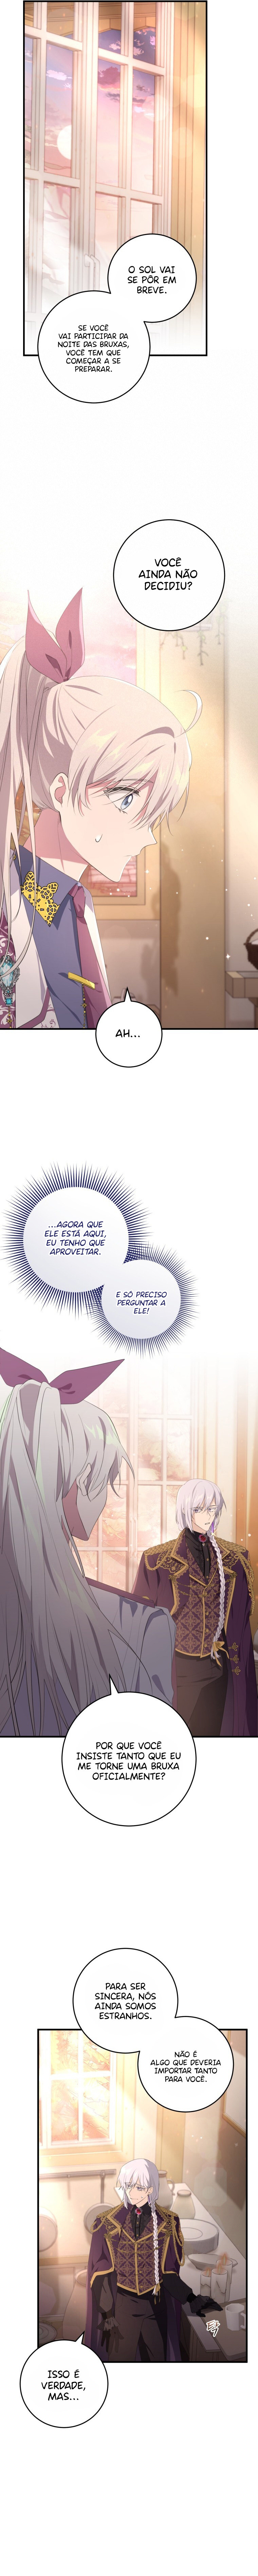 O SOL VAI
SE PÔR EM
BREVE.
SE VOCÊ
VAI PARTICIPAR DA
NOITE DAS BRUXAS,
VOCÊ TEM QUE
COMEÇAR A SE
PREPARAR.
VOCÊ
AINDA NÃO
DECIDIU?
AH...
...AGORA QUE
ELE ESTÁ AQUI,
EU TENHO QUE
APROVEITAR.
E SÓ PRECISO
PERGUNTAR A
ELE!
POR QUE VOCÊ
INSISTE TANTO QUE EU
ME TORNE UMA BRUXA
OFICIALMENTE?
PARA SER
SINCERA, NÓS
AINDA SOMOS
ESTRANHOS.
NÃO É
ALGO QUE DEVERIA
IMPORTAR TANTO
PARA VOCÊ.
탁
ISSO É
VERDADE,
MAS...